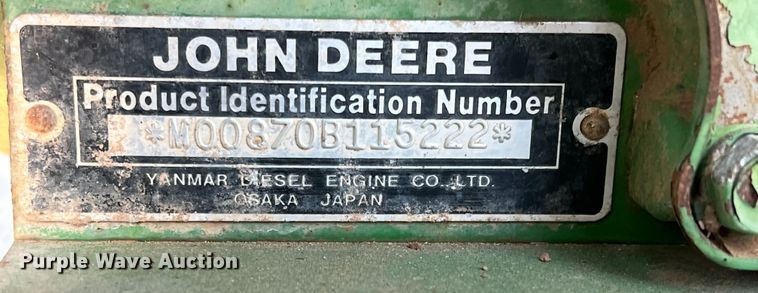 JOHN DEERE
Product Identification Number
*M00870B115222*
YANMAR DIESEL ENGINE CO., LTD.
OSAKA JAPAN
Purple Wave Auction